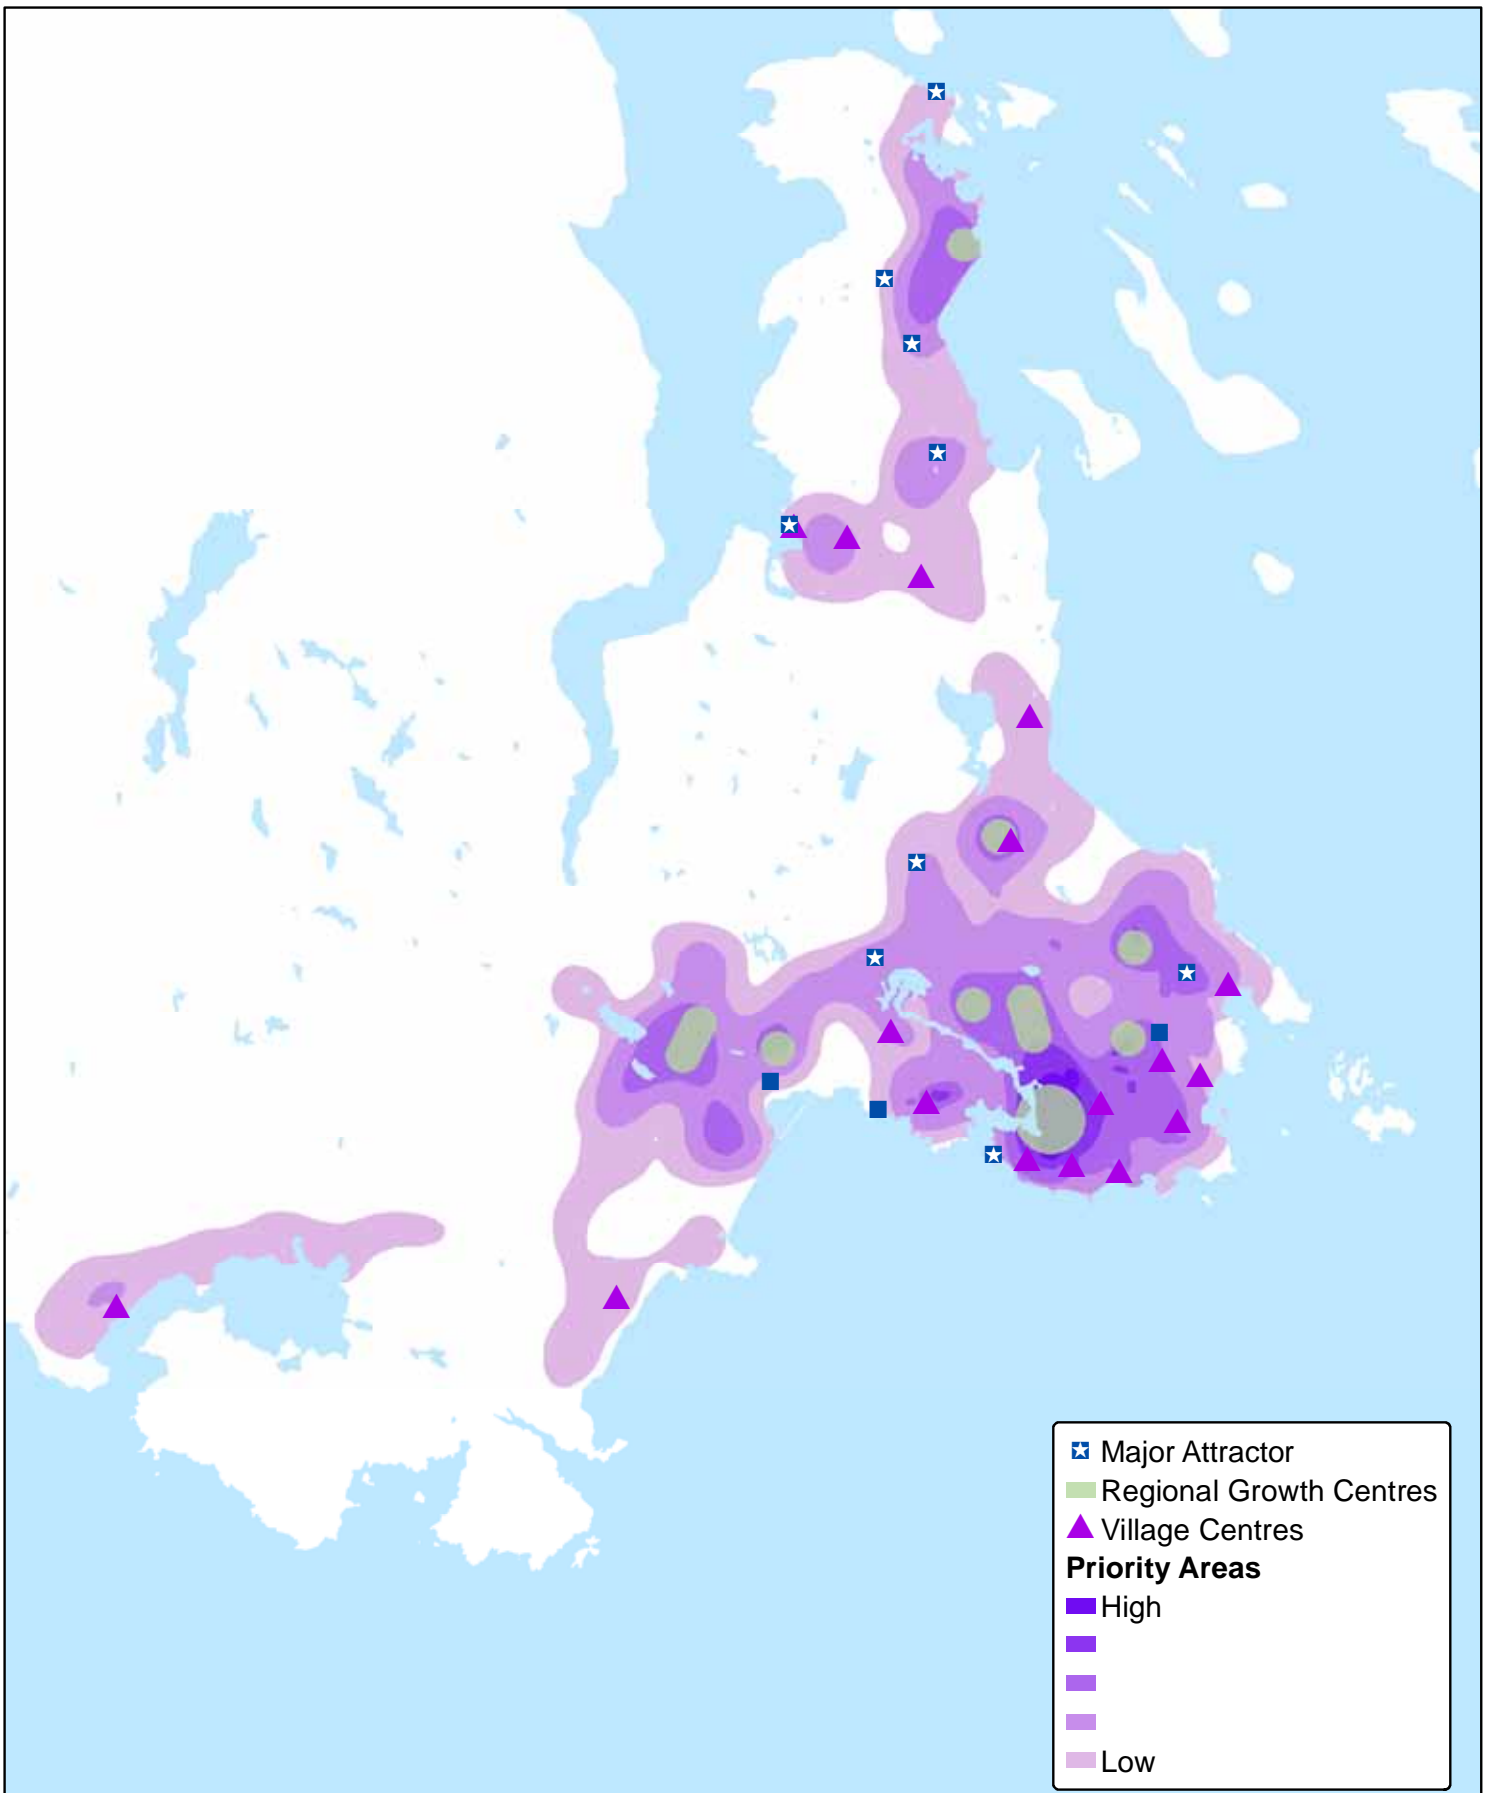 Major Attractor
Regional Growth Centres
Village Centres
Priority Areas
High
Low